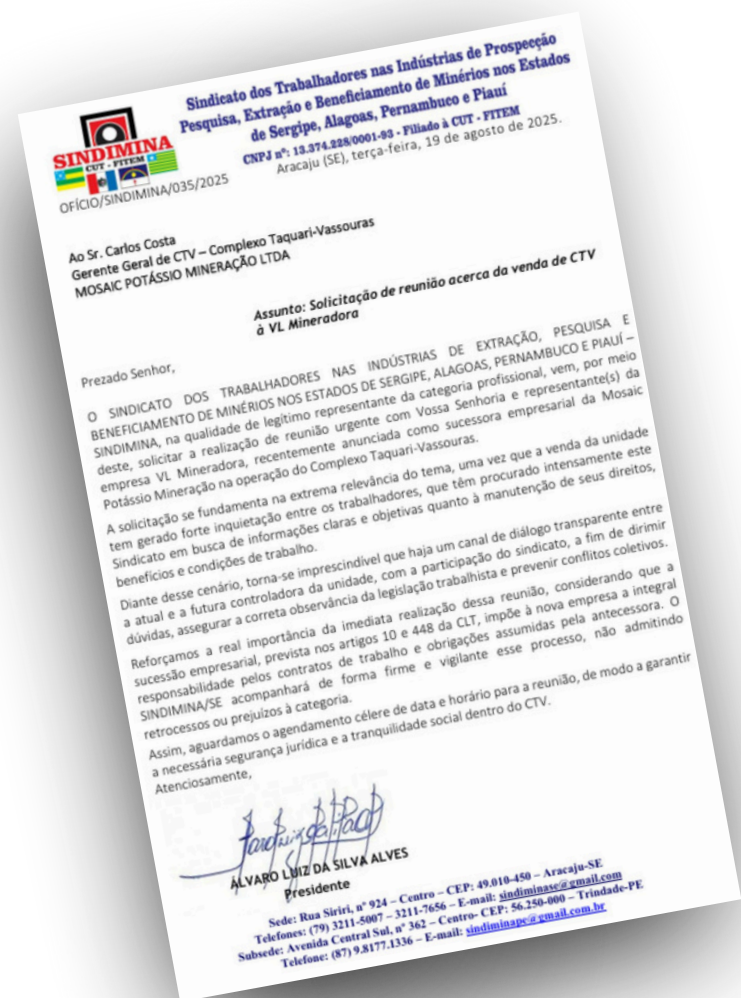 Sindicato dos Trabalhadores nas Indústrias de Prospecção
Pesquisa, Extração e Beneficiamento de Minérios nos Estados
de Sergipe, Alagoas, Pernambuco e Piauí
CNPJ nº: 13.374.228/0001-93 - Filiado à CUT - FITEM
SINDIMINA
CUT - FITEM
Aracaju (SE), terça-feira, 19 de agosto de 2025.
OFÍCIO/SINDIMINA/035/2025
Ao Sr. Carlos Costa
Gerente Geral de CTV – Complexo Taquari-Vassouras
MOSAIC POTÁSSIO MINERAÇÃO LTDA
Assunto: Solicitação de reunião acerca da venda de CTV
à VL Mineradora
Prezado Senhor,
O SINDICATO DOS TRABALHADORES NAS INDÚSTRIAS DE EXTRAÇÃO, PESQUISA E
BENEFICIAMENTO DE MINÉRIOS NOS ESTADOS DE SERGIPE, ALAGOAS, PERNAMBUCO E PIAUÍ –
SINDIMINA, na qualidade de legítimo representante da categoria profissional, vem, por meio
deste, solicitar a realização de reunião urgente com Vossa Senhoria e representante(s) da
empresa VL Mineradora, recentemente anunciada como sucessora empresarial da Mosaic
Potássio Mineração na operação do Complexo Taquari-Vassouras.
A solicitação se fundamenta na extrema relevância do tema, uma vez que a venda da unidade
tem gerado forte inquietação entre os trabalhadores, que têm procurado intensamente este
Sindicato em busca de informações claras e objetivas quanto à manutenção de seus direitos,
benefícios e condições de trabalho.
Diante desse cenário, torna-se imprescindível que haja um canal de diálogo transparente entre
a atual e a futura controladora da unidade, com a participação do sindicato, a fim de dirimir
dúvidas, assegurar a correta observância da legislação trabalhista e prevenir conflitos coletivos.
Reforçamos a real importância da imediata realização dessa reunião, considerando que a
sucessão empresarial, prevista nos artigos 10 e 448 da CLT, impõe à nova empresa a integral
responsabilidade pelos contratos de trabalho e obrigações assumidas pela antecessora. O
SINDIMINA/SE acompanhará de forma firme e vigilante esse processo, não admitindo
retrocessos ou prejuízos à categoria.
Assim, aguardamos o agendamento célere de data e horário para a reunião, de modo a garantir
a necessária segurança jurídica e a tranquilidade social dentro do CTV.
Atenciosamente,
ÁLVARO LUIZ DA SILVA ALVES
Presidente
Sede: Rua Siriri, nº 924 – Centro – CEP: 49.010-450 – Aracaju-SE
Telefones: (79) 3211-5007 – 3211-7656 – E-mail: sindiminase@gmail.com
Subsede: Avenida Central Sul, nº 362 – Centro- CEP: 56.250-000 – Trindade-PE
Telefone: (87) 9.8177.1336 – E-mail: sindiminape@gmail.com.br